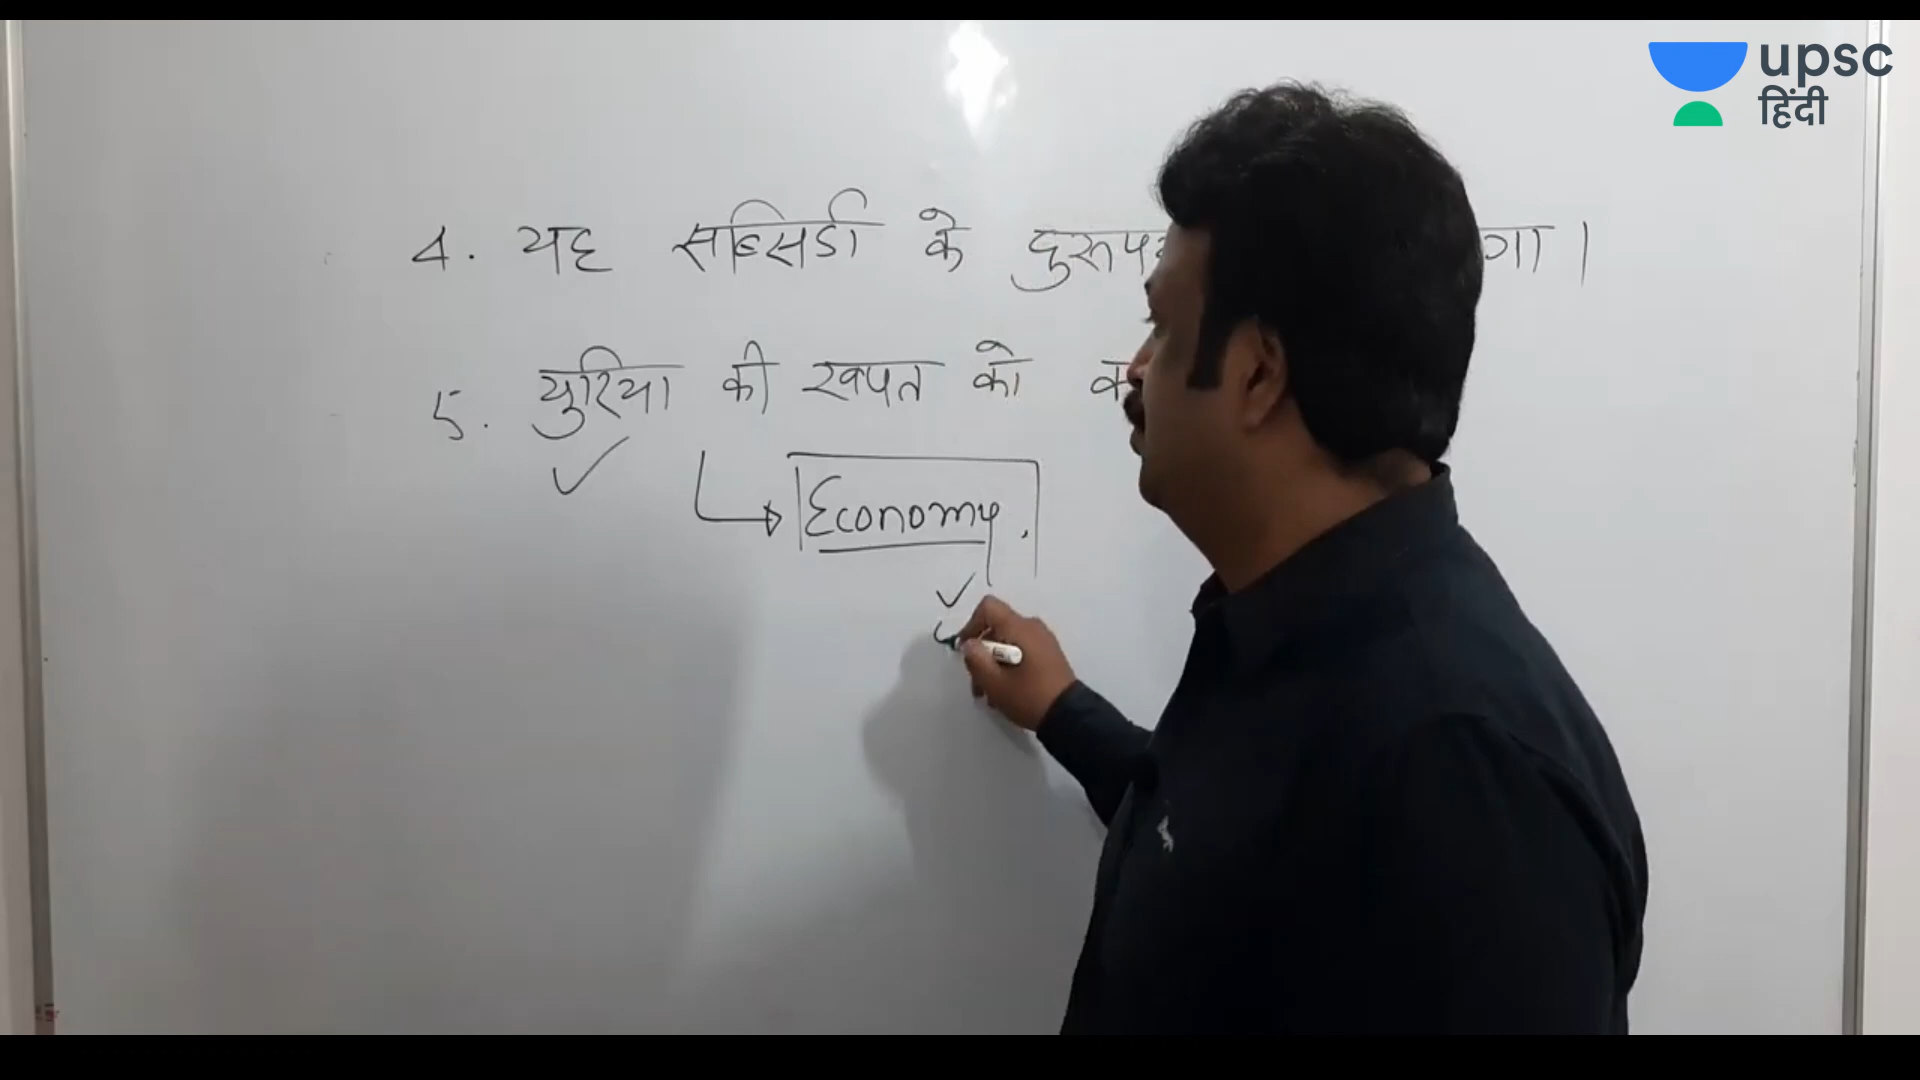 upsc
हिंदी
4. यह सब्सिडी के गा।
5. युरिया की खपत को
Economy.